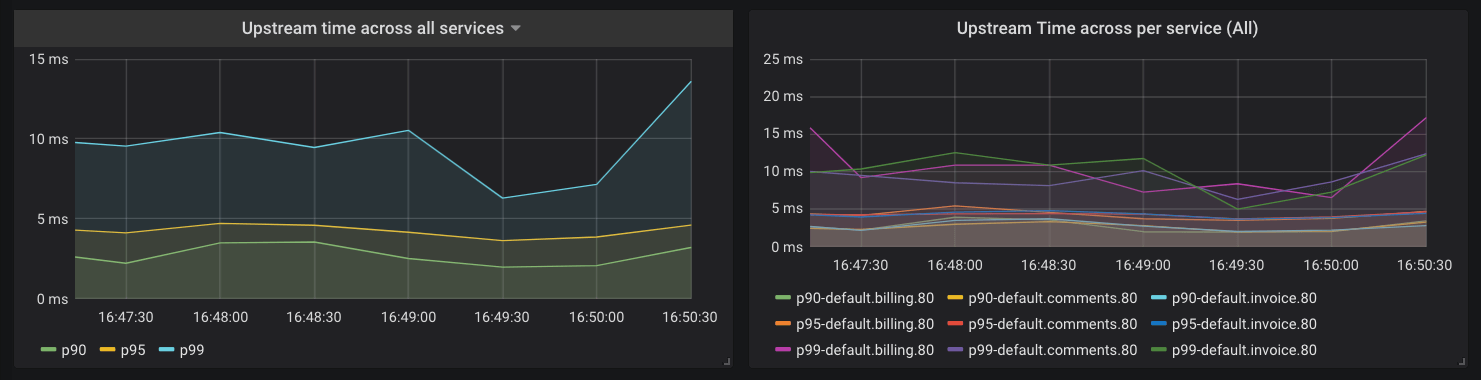 Upstream time across all services
15 ms
10 ms
5 ms
0 ms
16:47:30 16:48:00 16:48:30 16:49:00 16:49:30 16:50:00 16:50:30
p90 p95 p99
Upstream Time across per service (All)
25 ms
20 ms
15 ms
10 ms
5 ms
0 ms
16:47:30 16:48:00 16:48:30 16:49:00 16:49:30 16:50:00 16:50:30
p90-default.billing.80 p90-default.comments.80 p90-default.invoice.80
p95-default.billing.80 p95-default.comments.80 p95-default.invoice.80
p99-default.billing.80 p99-default.comments.80 p99-default.invoice.80